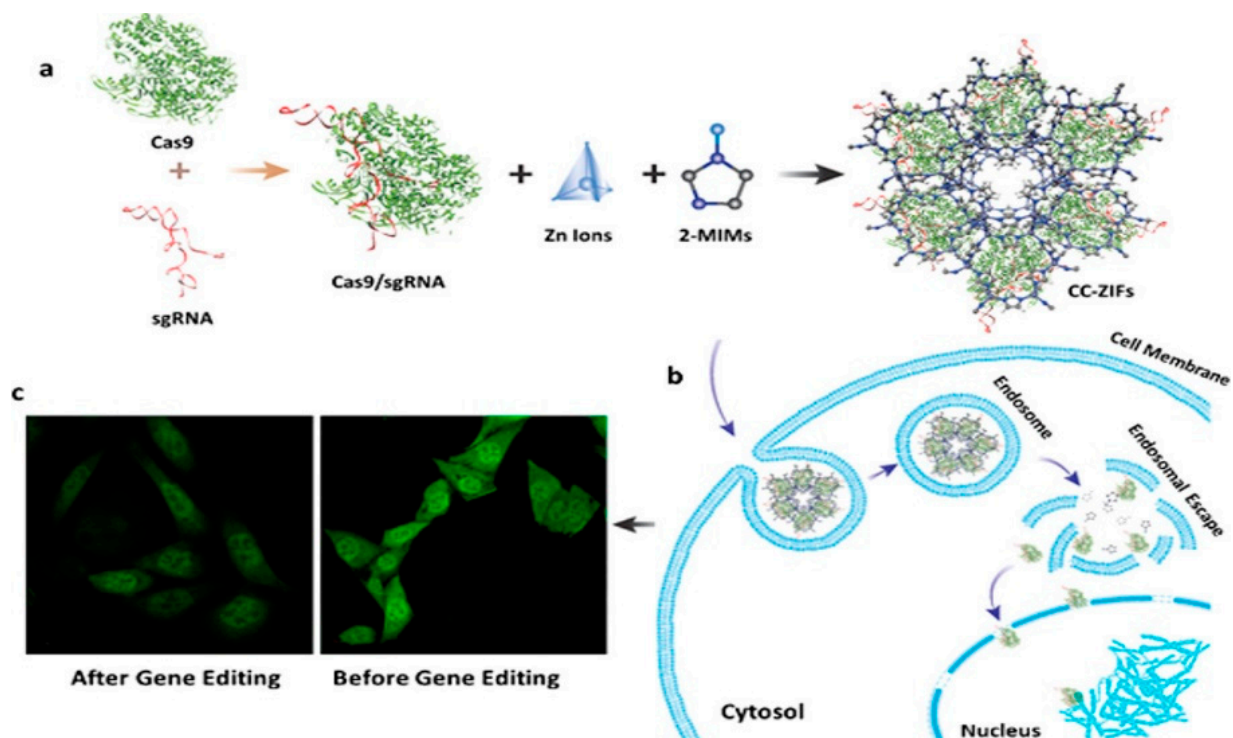 a
Cas9
+
sgRNA
Cas9/sgRNA
+
Zn Ions
+
2-MIMs
CC-ZIFs
b
Cell Membrane
Endosome
Endosomal Escape
Cytosol
Nucleus
c
After Gene Editing
Before Gene Editing